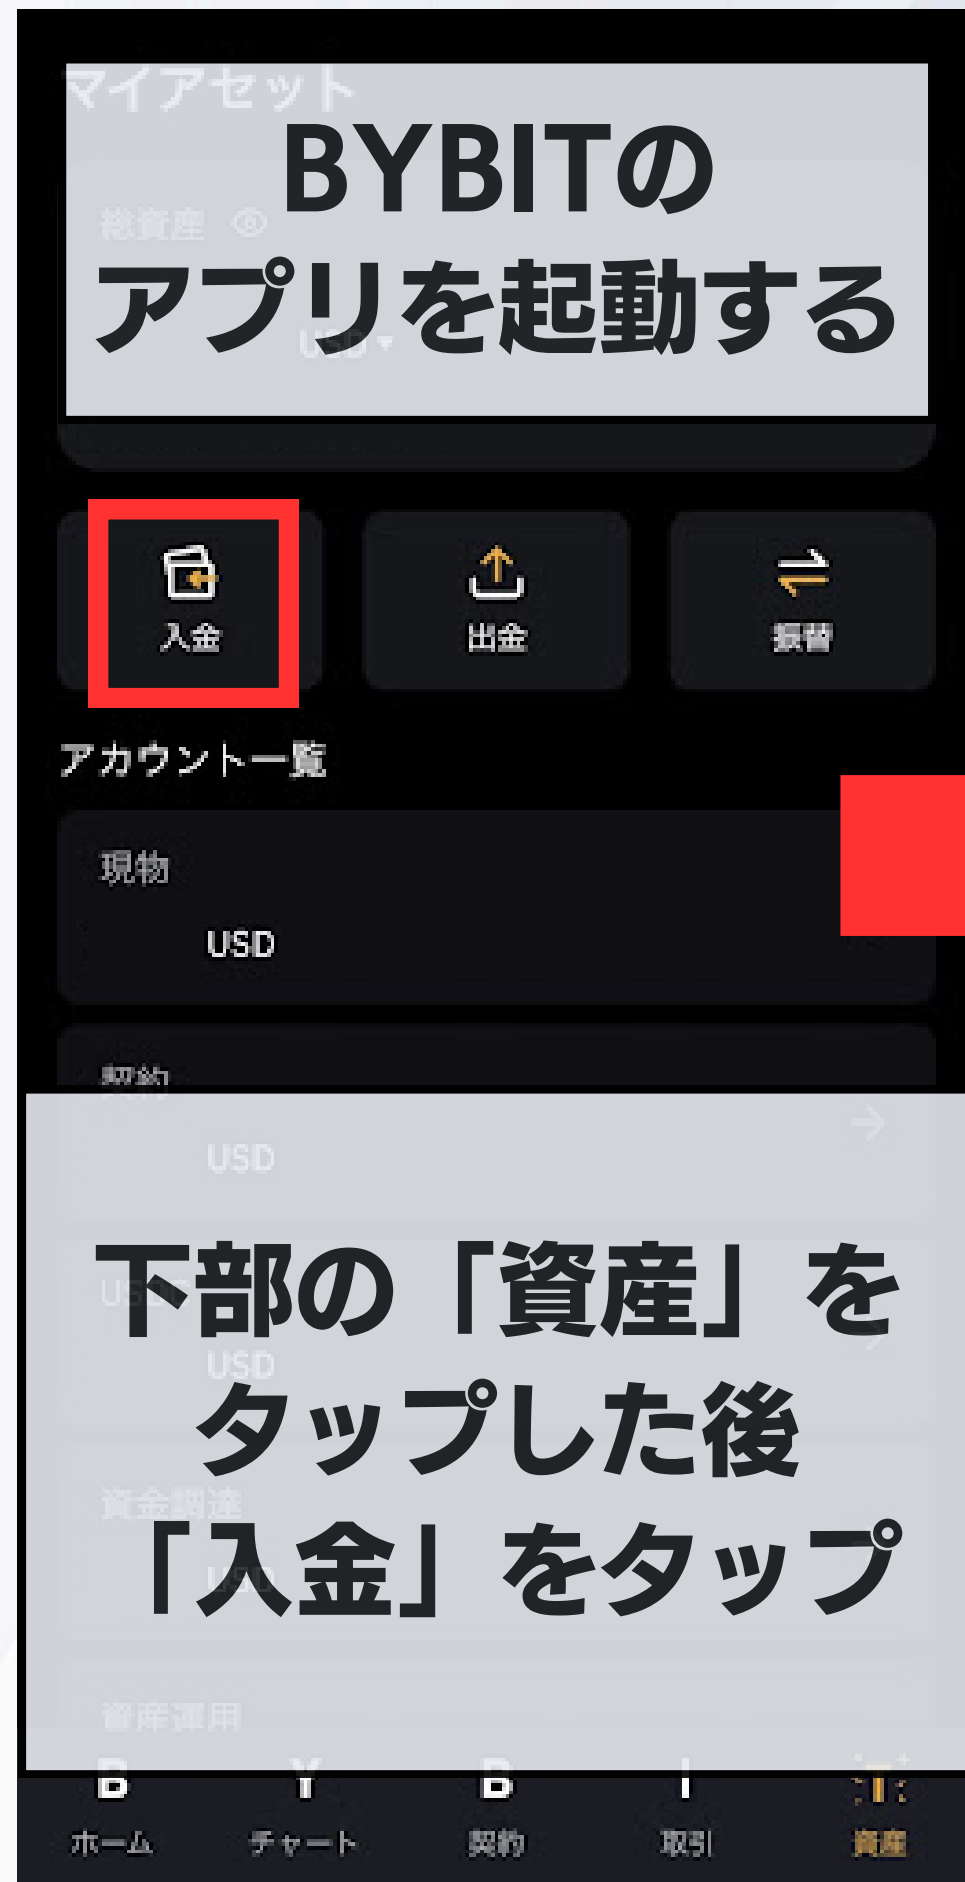 マイアセット
BYBITの
総資産
アプリを起動する
USD
入金
出金
振替
アカウント一覧
現物
USD
契約
USD
下部の「資産」を
USDC
USD
タップした後
資金調達
「入金」をタップ
USD
資産運用
B Y B I T
ホーム チャート 契約 取引 資産